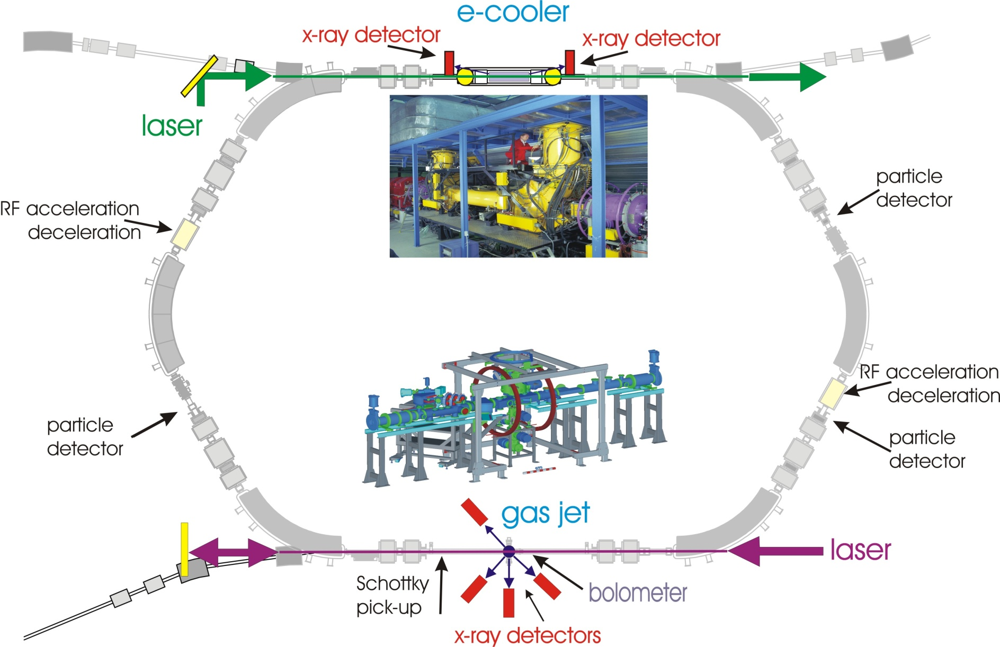 e-cooler
x-ray detector
x-ray detector
laser
particle
detector
RF acceleration
deceleration
RF acceleration
deceleration
particle
detector
particle
detector
1m
gas jet
laser
Schottky
pick-up
bolometer
x-ray detectors